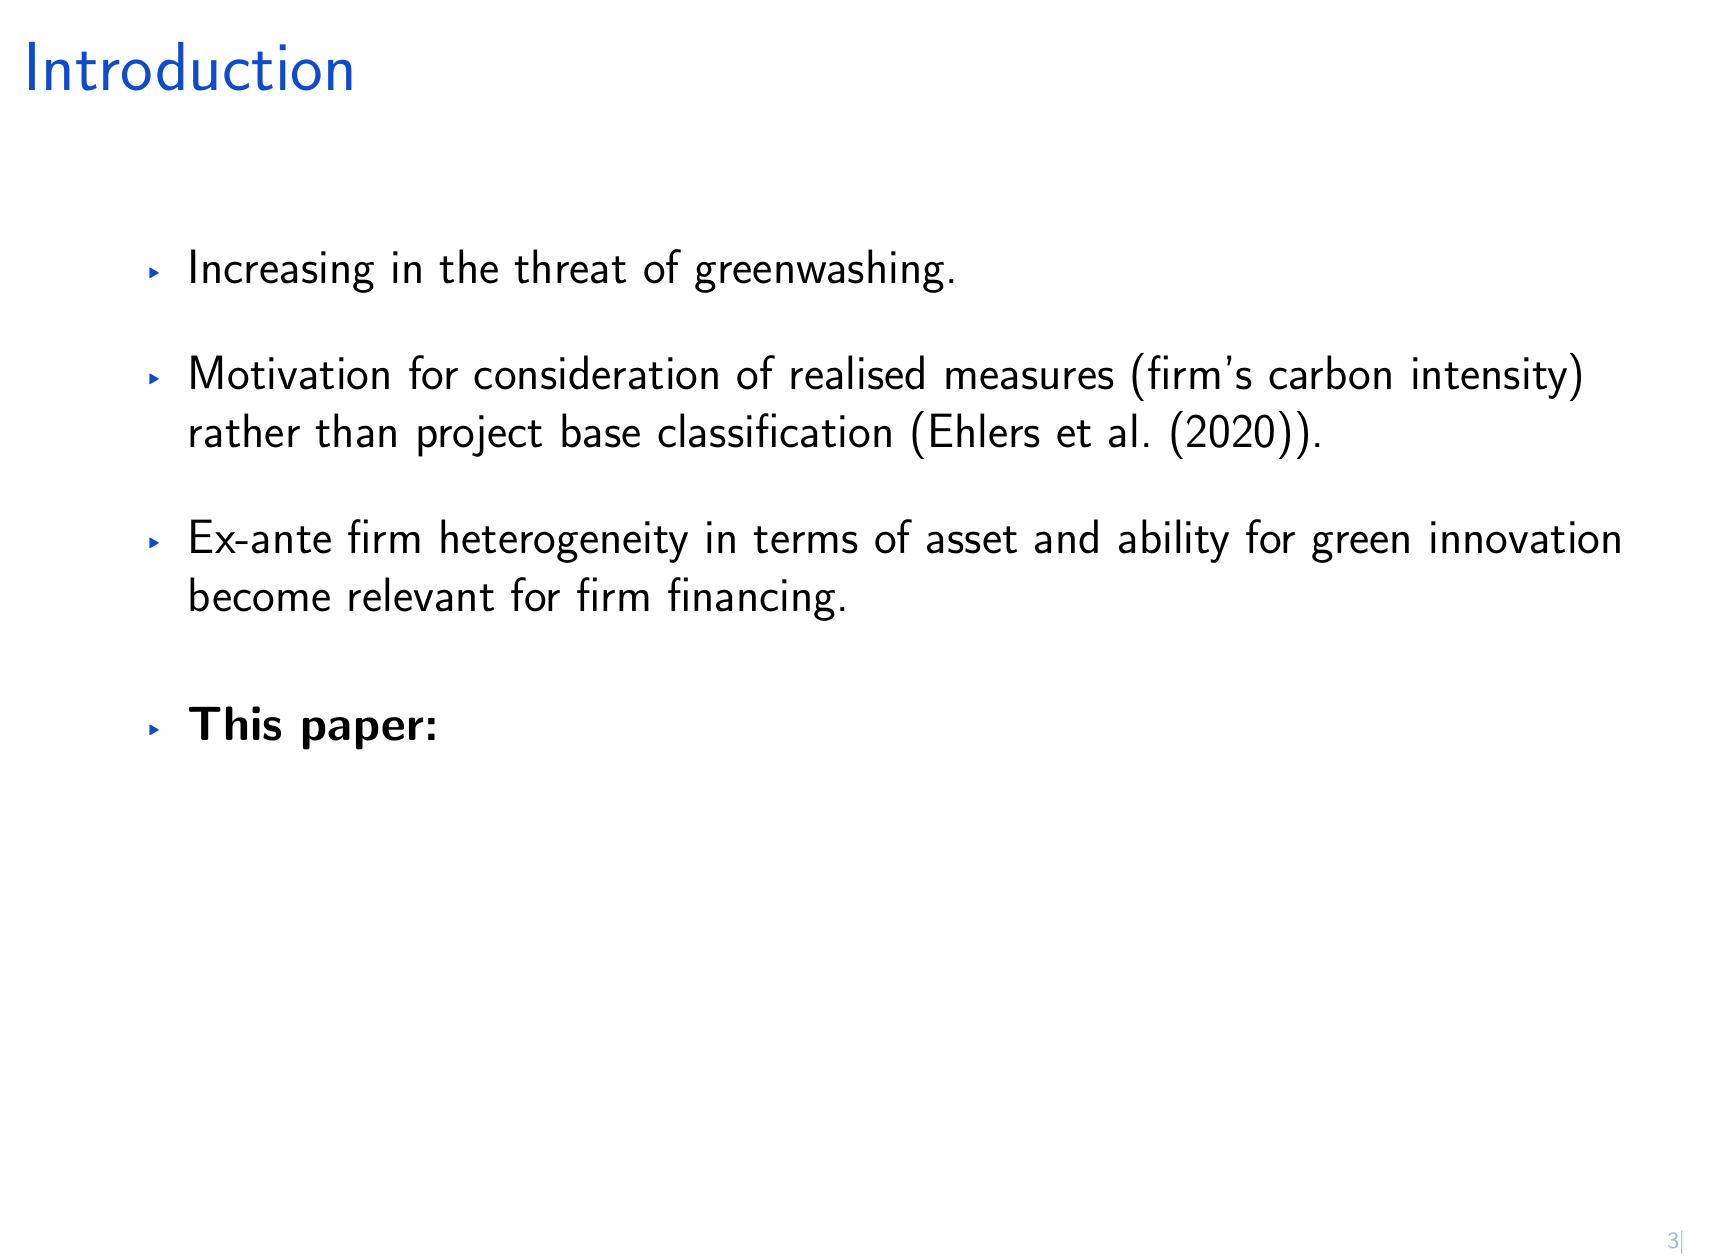 Introduction
▸ Increasing in the threat of greenwashing.
▸ Motivation for consideration of realised measures (firm's carbon intensity)
rather than project base classification (Ehlers et al. (2020)).
▸ Ex-ante firm heterogeneity in terms of asset and ability for green innovation
become relevant for firm financing.
▸ This paper:
3|